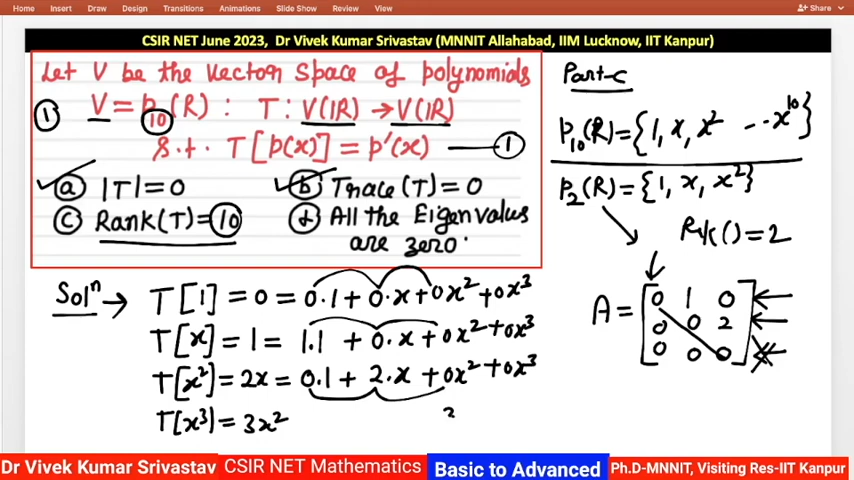 Home Insert Draw Design Transitions Animations Slide Show Review View Share
CSIR NET June 2023, Dr Vivek Kumar Srivastav (MNNIT Allahabad, IIM Lucknow, IIT Kanpur)
Let V be the vector space of polynomials
① V = P₁₀(R) : T : V(IR) → V(IR)
s.t. T[p(x)] = p'(x) — ①
ⓐ |T| = 0 ⓑ Trace(T) = 0
ⓒ Rank(T) = 10 ⓓ All the Eigenvalues
are zero.
Part-C
P₁₀(R) = {1, x, x² - - x¹⁰}
P₂(R) = {1, x, x²}
Rk() = 2
A = [0 1 0
0 0 2
0 0 0]
Solⁿ → T[1] = 0 = 0.1 + 0.x + 0x² + 0x³
T[x] = 1 = 1.1 + 0.x + 0x² + 0x³
T[x²] = 2x = 0.1 + 2.x + 0x² + 0x³
T[x³] = 3x²
Dr Vivek Kumar Srivastav CSIR NET Mathematics Basic to Advanced Ph.D-MNNIT, Visiting Res-IIT Kanpur